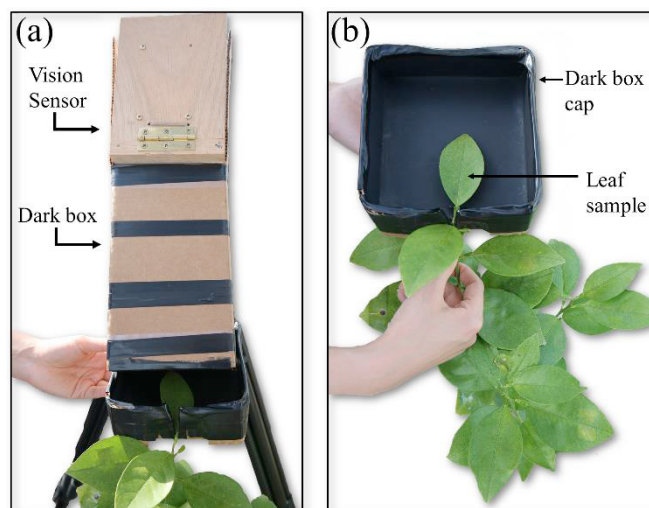 (a)
Vision
Sensor
Dark box
(b)
Dark box
cap
Leaf
sample